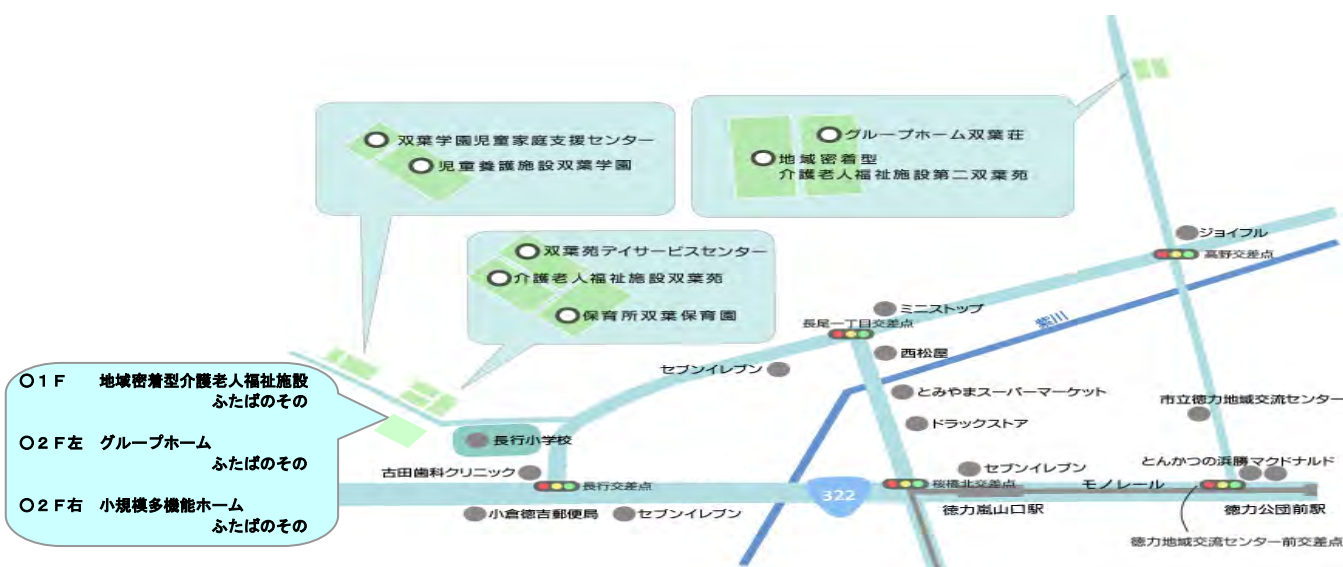 双葉学園児童家庭支援センター
児童養護施設双葉学園
グループホーム双葉荘
地域密着型
介護老人福祉施設第二双葉苑
双葉苑デイサービスセンター
介護老人福祉施設双葉苑
保育所双葉保育園
ジョイフル
高野交差点
ミニストップ
長尾一丁目交差点
紫川
西松屋
セブンイレブン
とみやまスーパーマーケット
市立徳力地域交流センター
ドラックストア
〇1F 地域密着型介護老人福祉施設
ふたばのその
〇2F左 グループホーム
ふたばのその
〇2F右 小規模多機能ホーム
ふたばのその
長行小学校
古田歯科クリニック
長行交差点
小倉徳吉郵便局
セブンイレブン
322
桜橋北交差点
セブンイレブン
徳力嵐山口駅
モノレール
とんかつの浜勝
マクドナルド
徳力公団前駅
徳力地域交流センター前交差点